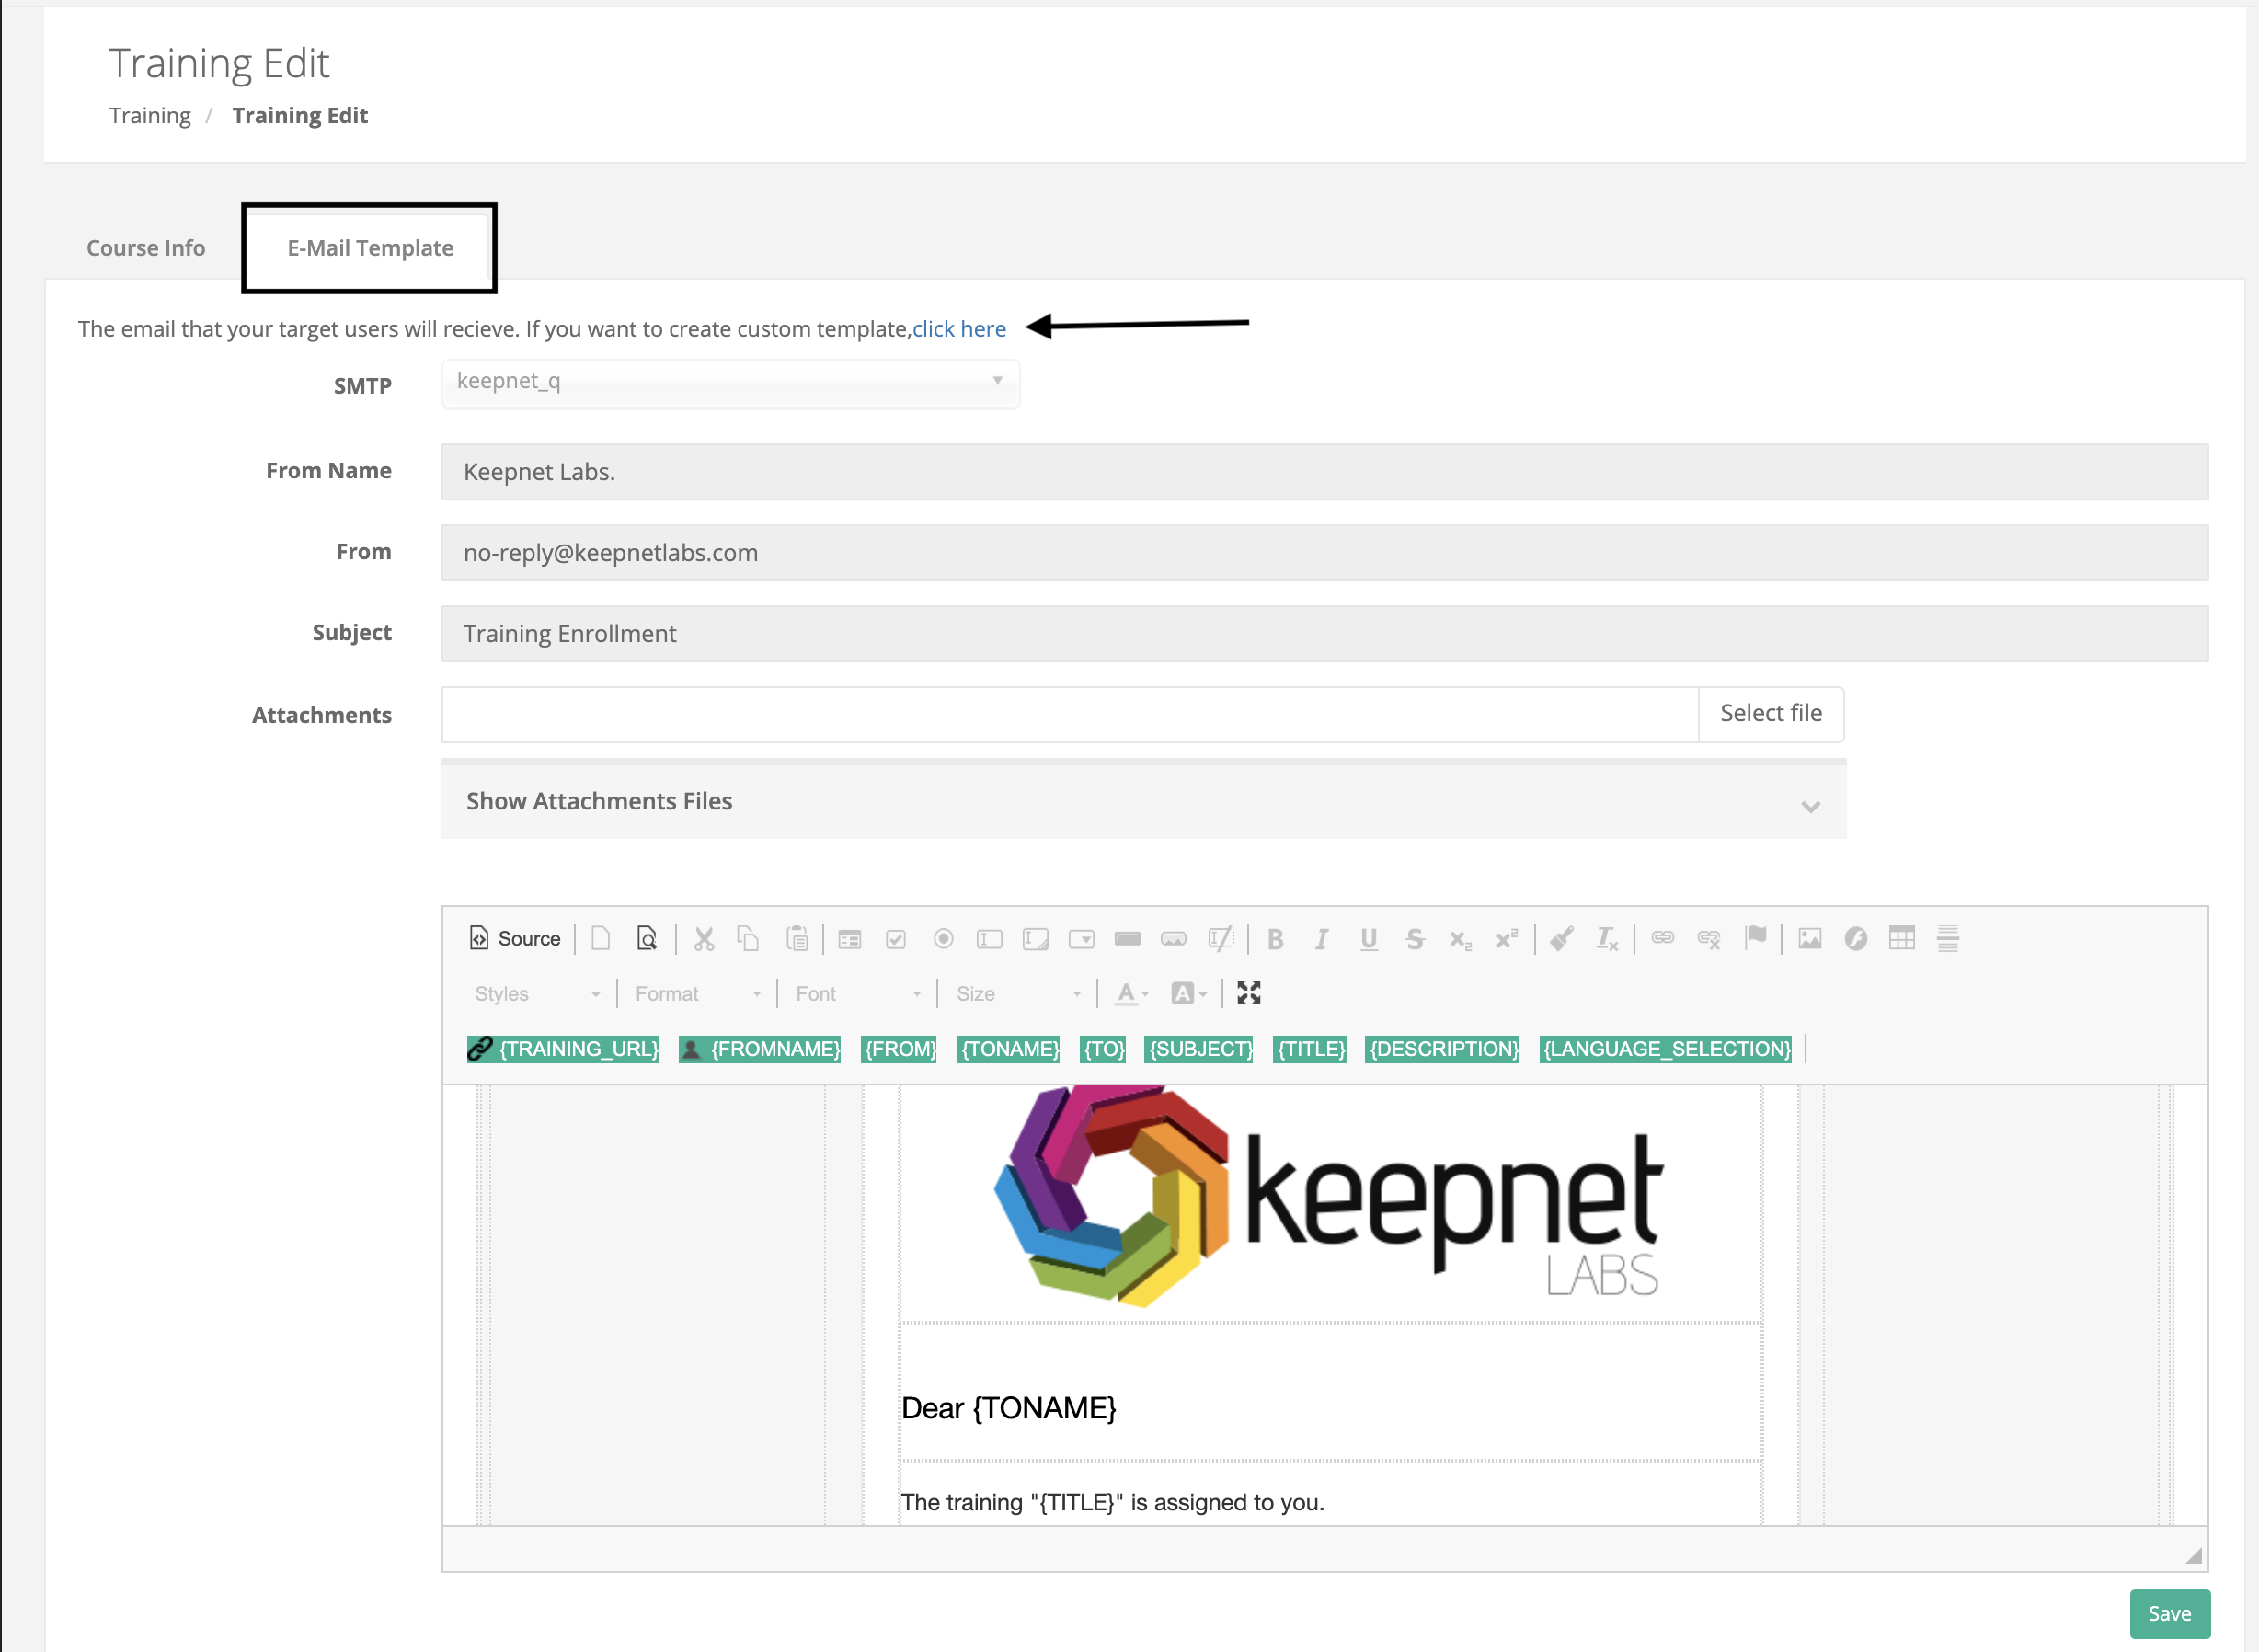 Training Edit
Training / Training Edit
Course Info E-Mail Template
The email that your target users will recieve. If you want to create custom template,click here
SMTP keepnet_q
From Name Keepnet Labs.
From no-reply@keepnetlabs.com
Subject Training Enrollment
Attachments Select file
Show Attachments Files
Source
Styles Format Font Size
{TRAINING_URL} {FROMNAME} {FROM} {TONAME} {TO} {SUBJECT} {TITLE} {DESCRIPTION} {LANGUAGE_SELECTION}
keepnet
LABS
Dear {TONAME}
The training "{TITLE}" is assigned to you.
Save